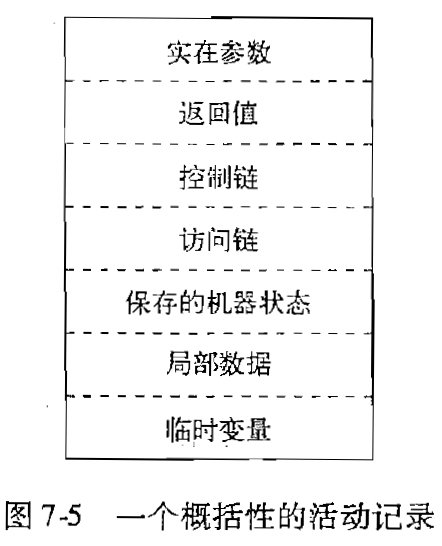 实在参数
返回值
控制链
访问链
保存的机器状态
局部数据
临时变量
图 7-5 一个概括性的活动记录